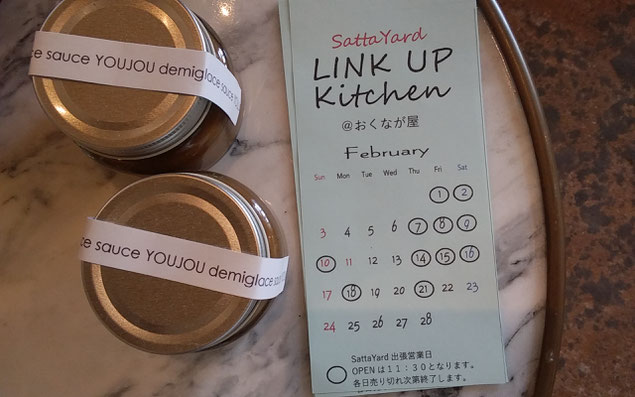 ce sauce YOUJOU demiglace sauce
SattaYard
LINK UP
Kitchen
@おくなが屋
February
Sun Mon Tue Wed Thu Fri Sat
1 2
3 4 5 6 7 8 9
10 11 12 13 14 15 16
17 18 19 20 21 22 23
24 25 26 27 28
SattaYard 出張営業日
OPENは11:30となります。
各日売り切れ次第終了します。
ce sauce YOUJOU demiglace